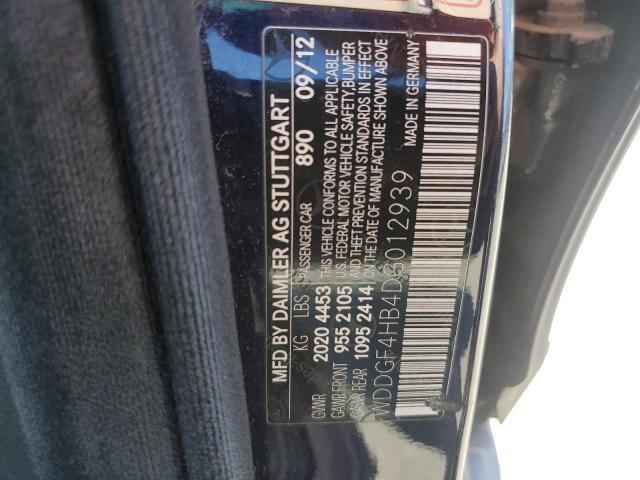 MFD BY DAIMLER AG STUTTGART
KG LBS PASSENGER CAR 890 09/12
GVWR 2020 4453 THIS VEHICLE CONFORMS TO ALL APPLICABLE
GAWR FRONT 955 2105 U.S. FEDERAL MOTOR VEHICLE SAFETY,BUMPER
GAWR REAR 1095 2414 AND THEFT PREVENTION STANDARDS IN EFFECT
ON THE DATE OF MANUFACTURE SHOWN ABOVE
WDDGF4HB4DG012939
MADE IN GERMANY